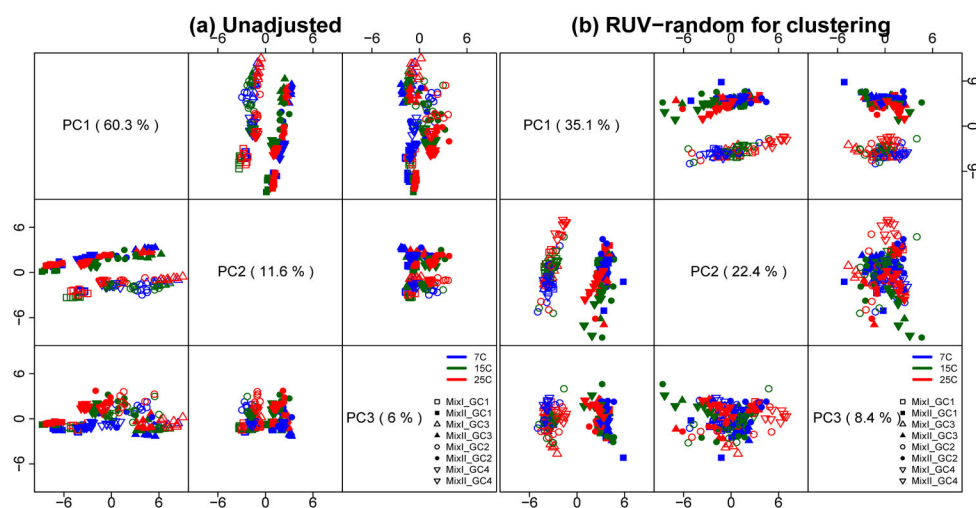 (a) Unadjusted
(b) RUV−random for clustering
−6 0 6
−6 0 6
−6 0 6
−6 0 6
PC1 ( 60.3 %)
PC1 ( 35.1 %)
6
0
−6
6
0
−6
PC2 ( 11.6 %)
PC2 ( 22.4 %)
6
0
−6
PC3 ( 6 % )
PC3 ( 8.4 % )
7C
15C
25C
MixI_GC1
MixII_GC1
MixI_GC3
MixII_GC3
MixI_GC2
MixII_GC2
MixI_GC4
MixII_GC4
7C
15C
25C
MixI_GC1
MixII_GC1
MixI_GC3
MixII_GC3
MixI_GC2
MixII_GC2
MixI_GC4
MixII_GC4
−6 0 6
−6 0 6
−6 0 6
−6 0 6